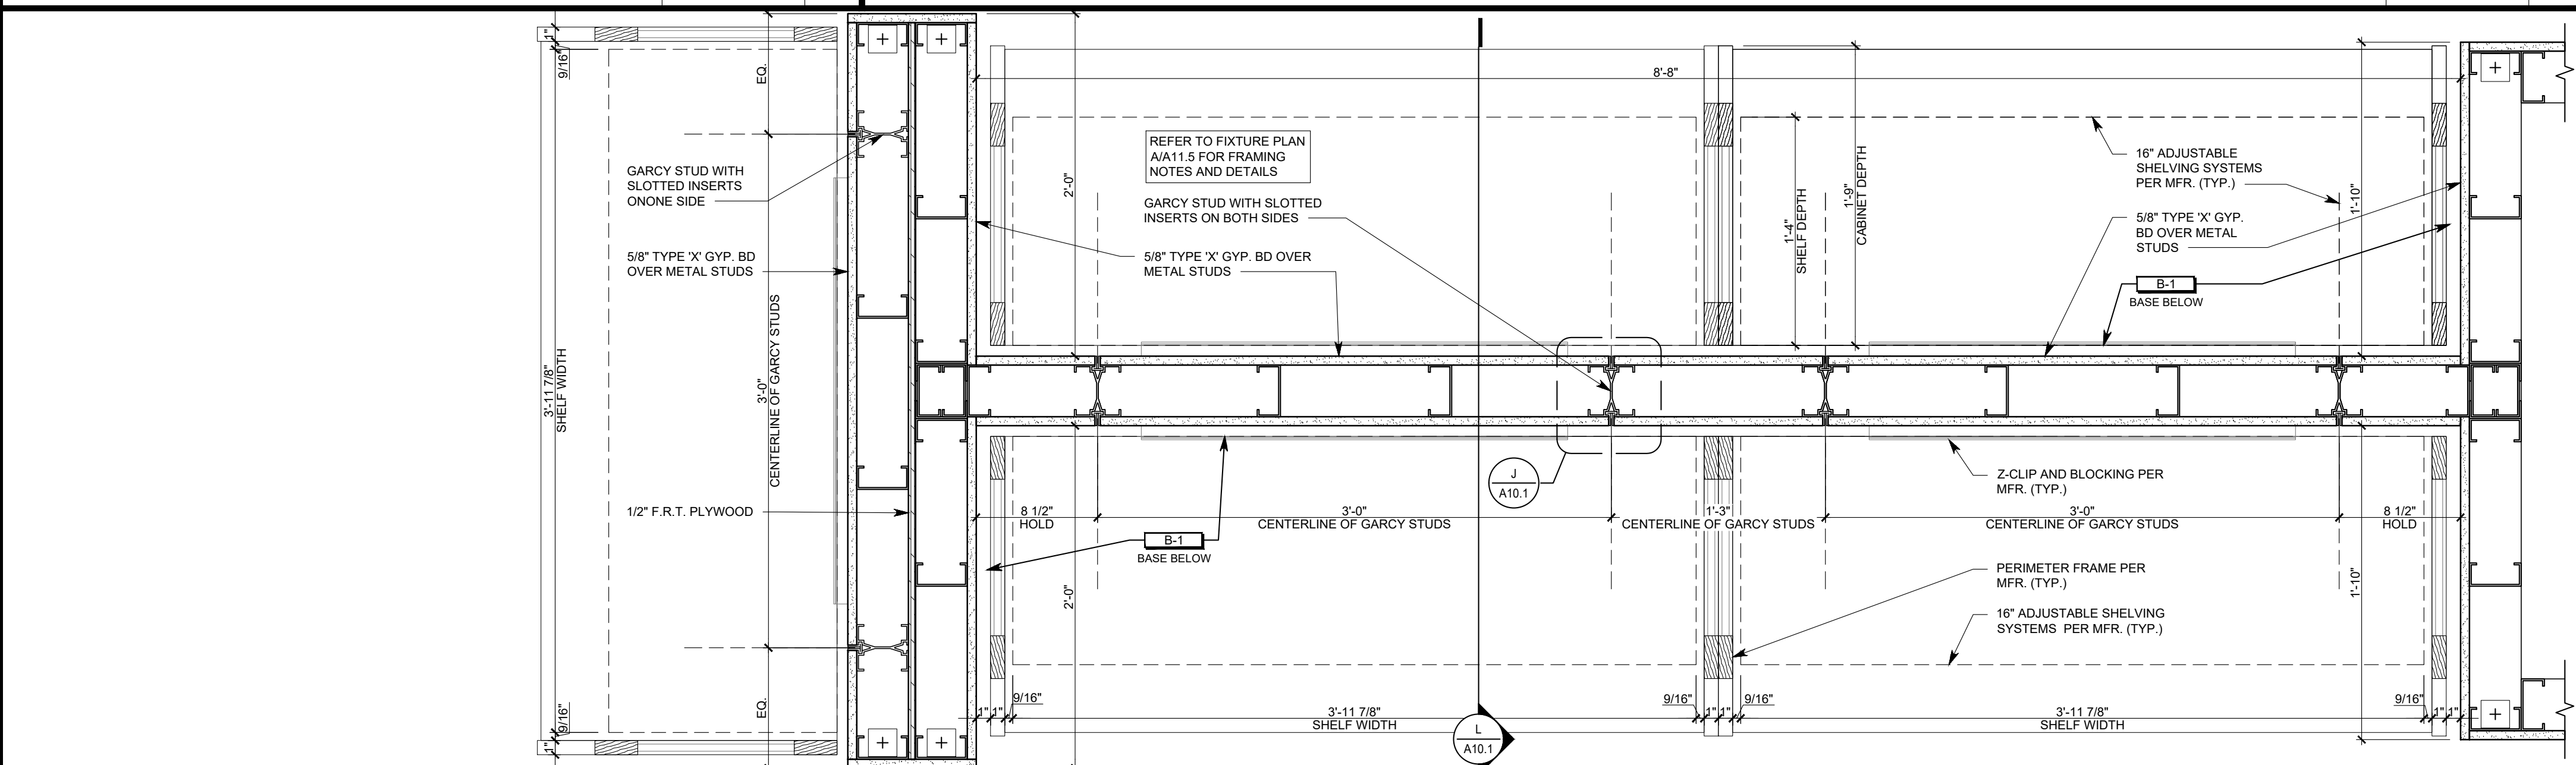 1"
9/16"
EQ.
GARCY STUD WITH
SLOTTED INSERTS
ONONE SIDE
5/8" TYPE 'X' GYP. BD
OVER METAL STUDS
3'-11 7/8"
SHELF WIDTH
3'-0"
CENTERLINE OF GARCY STUDS
1/2" F.R.T. PLYWOOD
EQ.
9/16"
1"
2'-0"
8'-8"
REFER TO FIXTURE PLAN
A/A11.5 FOR FRAMING
NOTES AND DETAILS
GARCY STUD WITH SLOTTED
INSERTS ON BOTH SIDES
5/8" TYPE 'X' GYP. BD OVER
METAL STUDS
1'-4"
SHELF DEPTH
1'-9"
CABINET DEPTH
16" ADJUSTABLE
SHELVING SYSTEMS
PER MFR. (TYP.)
5/8" TYPE 'X' GYP.
BD OVER METAL
STUDS
B-1
BASE BELOW
1'-10"
J
A10.1
Z-CLIP AND BLOCKING PER
MFR. (TYP.)
8 1/2"
HOLD
3'-0"
CENTERLINE OF GARCY STUDS
1'-3"
CENTERLINE OF GARCY STUDS
3'-0"
CENTERLINE OF GARCY STUDS
8 1/2"
HOLD
B-1
BASE BELOW
PERIMETER FRAME PER
MFR. (TYP.)
16" ADJUSTABLE SHELVING
SYSTEMS PER MFR. (TYP.)
2'-0"
1'-10"
1"
1"
9/16"
3'-11 7/8"
SHELF WIDTH
9/16"
1"
1"
9/16"
3'-11 7/8"
SHELF WIDTH
9/16"
1"
1"
L
A10.1